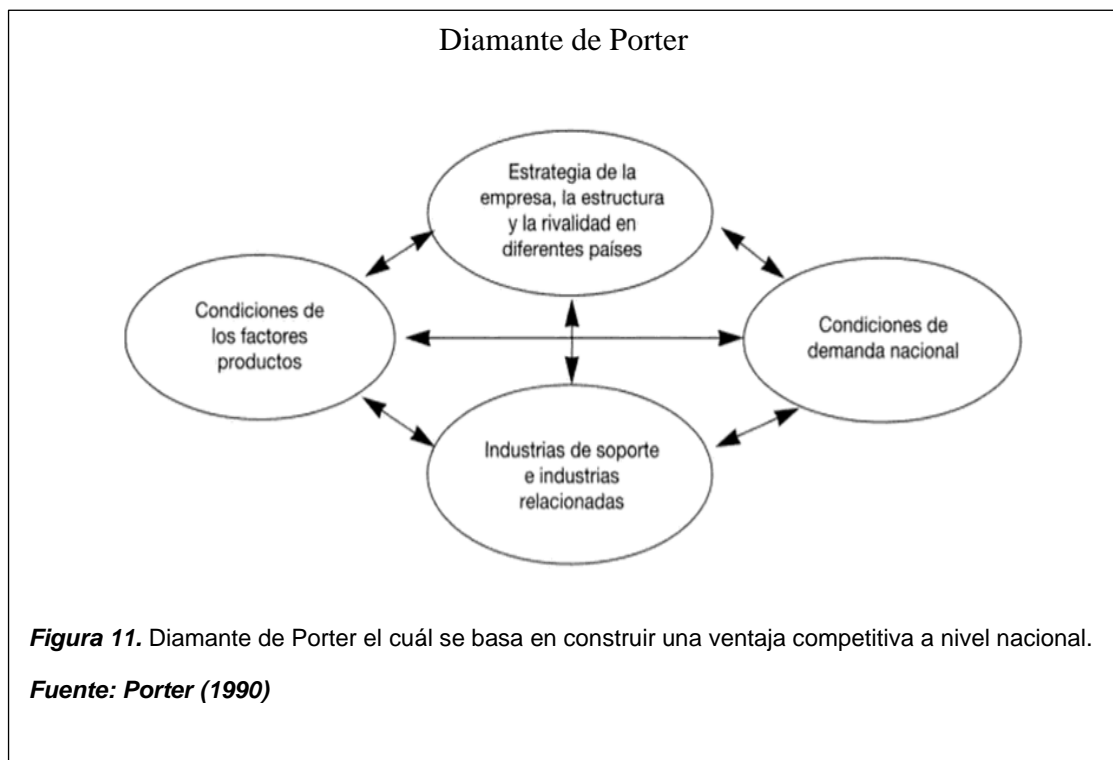 Diamante de Porter
Estrategia de la
empresa, la estructura
y la rivalidad en
diferentes países
Condiciones de
los factores
productos
Condiciones de
demanda nacional
Industrias de soporte
e industrias
relacionadas
Figura 11. Diamante de Porter el cuál se basa en construir una ventaja competitiva a nivel nacional.
Fuente: Porter (1990)